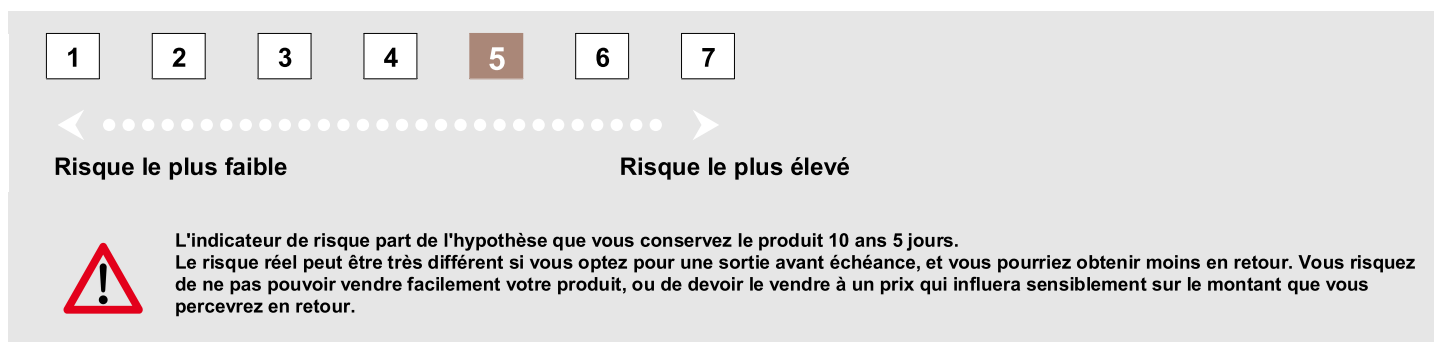 1 2 3 4 5 6 7
Risque le plus faible Risque le plus élevé
L'indicateur de risque part de l'hypothèse que vous conservez le produit 10 ans 5 jours.
Le risque réel peut être très différent si vous optez pour une sortie avant échéance, et vous pourriez obtenir moins en retour. Vous risquez
de ne pas pouvoir vendre facilement votre produit, ou de devoir le vendre à un prix qui influera sensiblement sur le montant que vous
percevrez en retour.